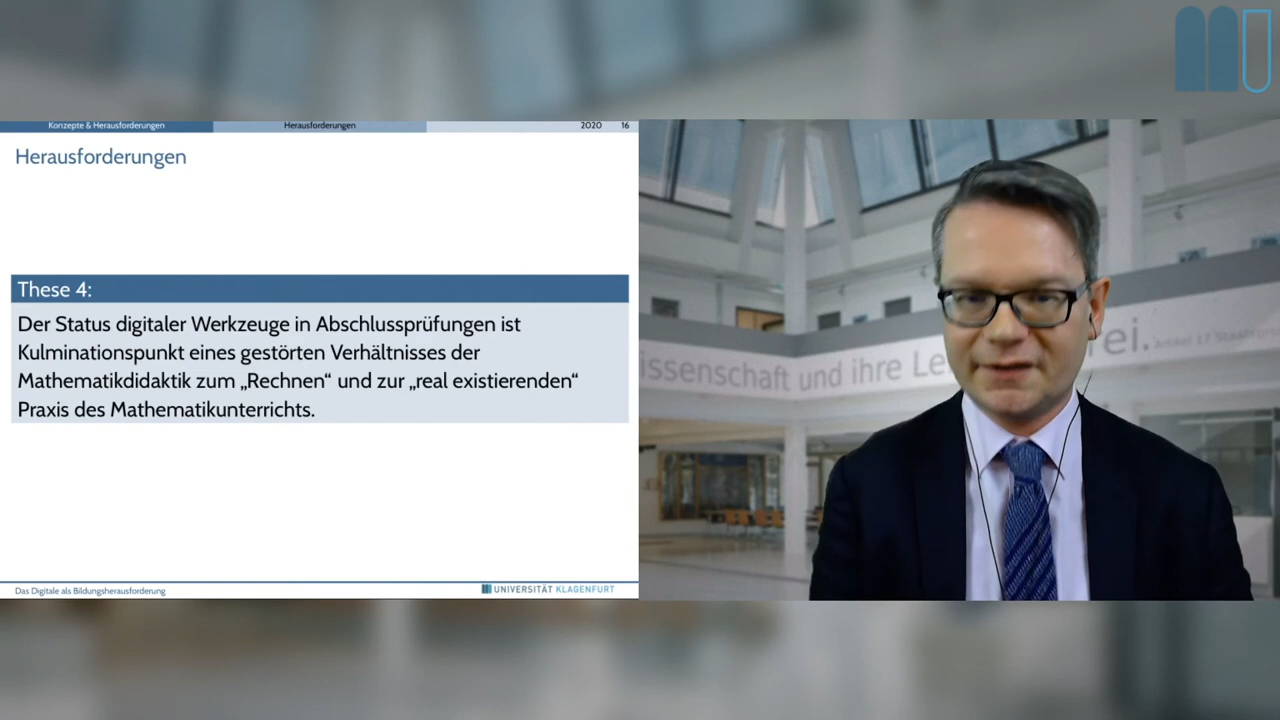 Konzepte & Herausforderungen
Herausforderungen
2020 16
Herausforderungen
These 4:
Der Status digitaler Werkzeuge in Abschlussprüfungen ist
Kulminationspunkt eines gestörten Verhältnisses der
Mathematikdidaktik zum „Rechnen“ und zur „real existierenden“
Praxis des Mathematikunterrichts.
Das Digitale als Bildungsherausforderung
UNIVERSITÄT KLAGENFURT
issenschaft und ihre Le ei.